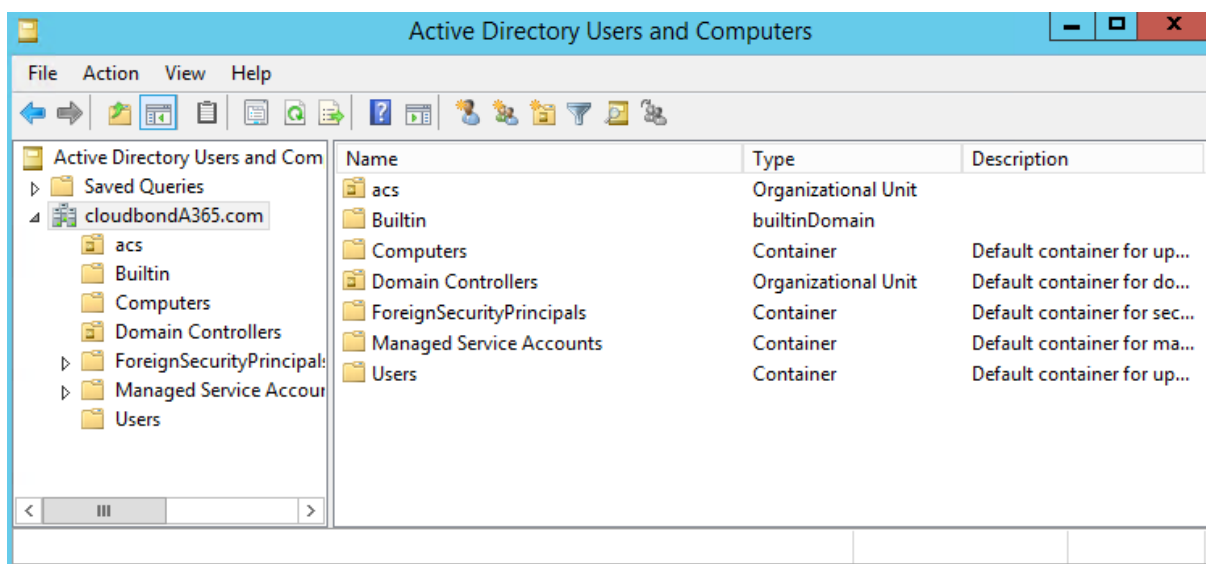 Active Directory Users and Computers
File Action View Help
Active Directory Users and Com
Saved Queries
cloudbondA365.com
acs
Builtin
Computers
Domain Controllers
ForeignSecurityPrincipals
Managed Service Accour
Users
Name Type Description
acs Organizational Unit
Builtin builtinDomain
Computers Container Default container for up...
Domain Controllers Organizational Unit Default container for do...
ForeignSecurityPrincipals Container Default container for sec...
Managed Service Accounts Container Default container for ma...
Users Container Default container for up...